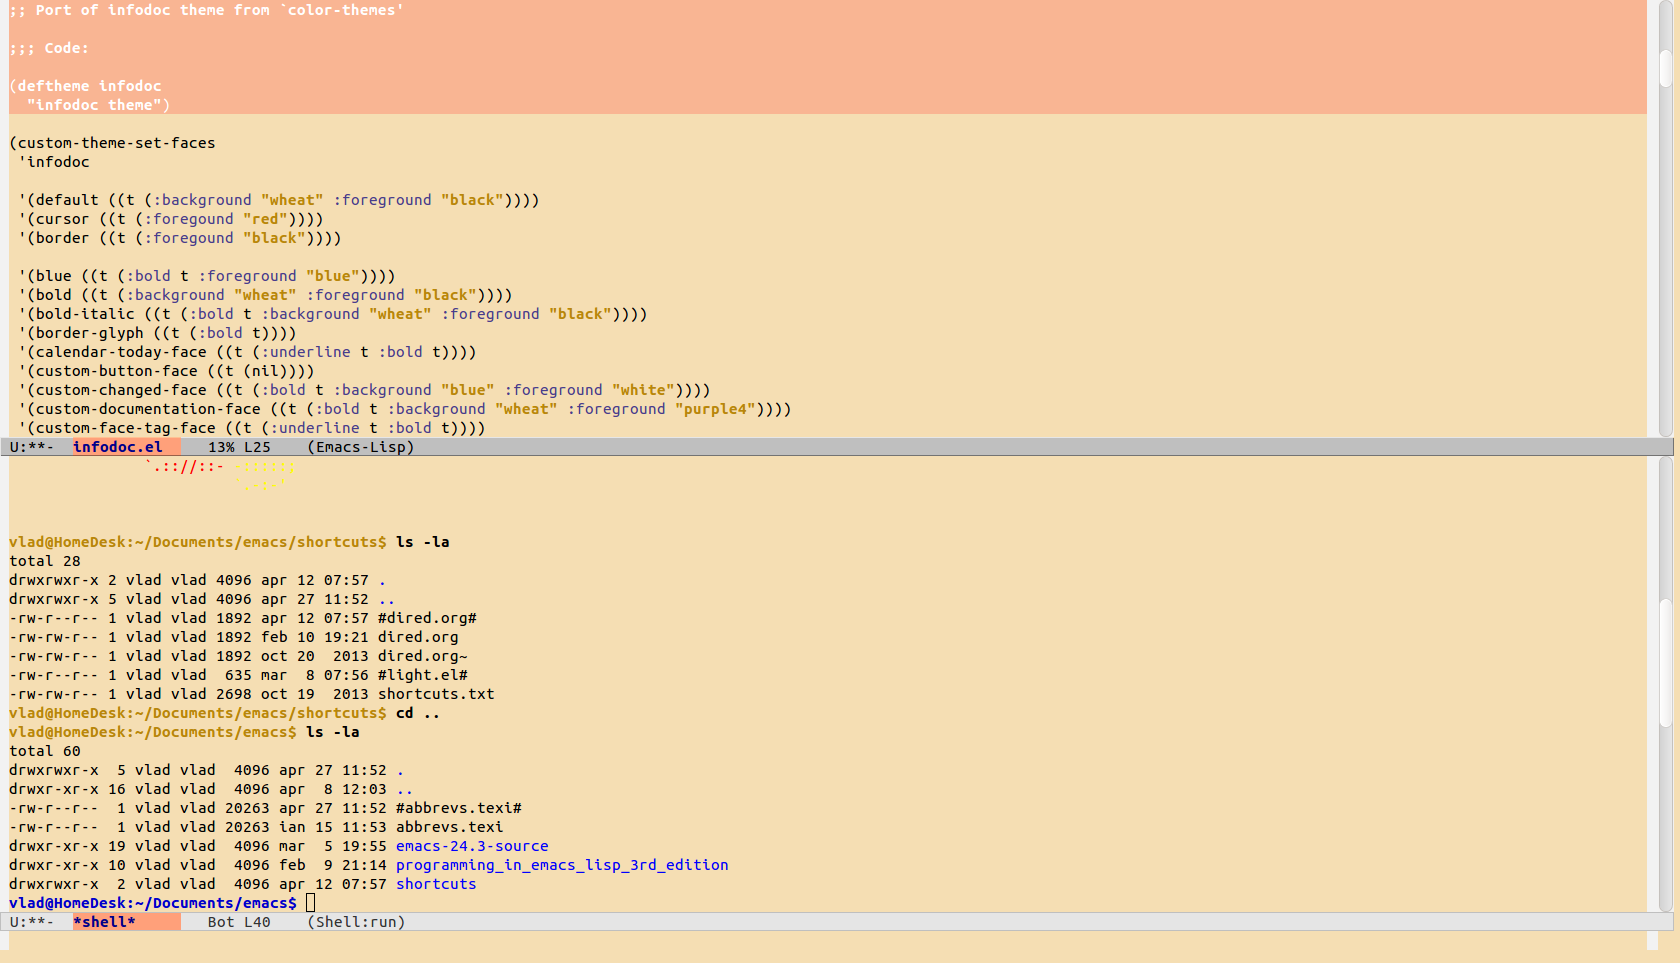 ;; Port of infodoc theme from `color-themes'
;;; Code:
(deftheme infodoc
  "infodoc theme")
(custom-theme-set-faces
 'infodoc
 '(default ((t (:background "wheat" :foreground "black"))))
 '(cursor ((t (:foregound "red"))))
 '(border ((t (:foregound "black"))))
 '(blue ((t (:bold t :foreground "blue"))))
 '(bold ((t (:background "wheat" :foreground "black"))))
 '(bold-italic ((t (:bold t :background "wheat" :foreground "black"))))
 '(border-glyph ((t (:bold t))))
 '(calendar-today-face ((t (:underline t :bold t))))
 '(custom-button-face ((t (nil))))
 '(custom-changed-face ((t (:bold t :background "blue" :foreground "white"))))
 '(custom-documentation-face ((t (:bold t :background "wheat" :foreground "purple4"))))
 '(custom-face-tag-face ((t (:underline t :bold t))))
U:**-  infodoc.el     13% L25    (Emacs-Lisp)
`.:://::-
vlad@HomeDesk:~/Documents/emacs/shortcuts$ ls -la
total 28
drwxrwxr-x 2 vlad vlad 4096 apr 12 07:57 .
drwxrwxr-x 5 vlad vlad 4096 apr 27 11:52 ..
-rw-r--r-- 1 vlad vlad 1892 apr 12 07:57 #dired.org#
-rw-rw-r-- 1 vlad vlad 1892 feb 10 19:21 dired.org
-rw-rw-r-- 1 vlad vlad 1892 oct 20  2013 dired.org~
-rw-r--r-- 1 vlad vlad  635 mar  8 07:56 #light.el#
-rw-rw-r-- 1 vlad vlad 2698 oct 19  2013 shortcuts.txt
vlad@HomeDesk:~/Documents/emacs/shortcuts$ cd ..
vlad@HomeDesk:~/Documents/emacs$ ls -la
total 60
drwxrwxr-x  5 vlad vlad  4096 apr 27 11:52 .
drwxr-xr-x 16 vlad vlad  4096 apr  8 12:03 ..
-rw-r--r--  1 vlad vlad 20263 apr 27 11:52 #abbrevs.texi#
-rw-r--r--  1 vlad vlad 20263 ian 15 11:53 abbrevs.texi
drwxr-xr-x 19 vlad vlad  4096 mar  5 19:55 emacs-24.3-source
drwxr-xr-x 10 vlad vlad  4096 feb  9 21:14 programming_in_emacs_lisp_3rd_edition
drwxrwxr-x  2 vlad vlad  4096 apr 12 07:57 shortcuts
vlad@HomeDesk:~/Documents/emacs$
U:**-  *shell*        Bot L40    (Shell:run)